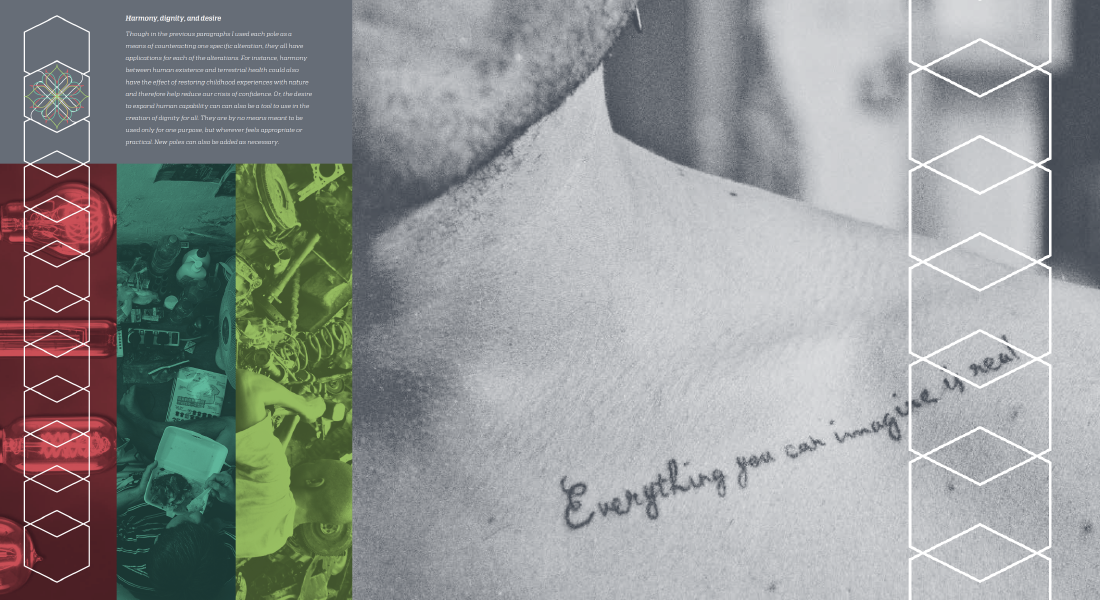 Harmony, dignity, and desire
Though in the previous paragraphs I used each pole as a
means of counteracting one specific alteration, they all have
applications for each of the alterations. For instance, harmony
between human existence and terrestrial health could also
have the effect of restoring childhood experiences with nature
and therefore help reduce our crisis of confidence. Or, the desire
to expand human capability can can also be a tool to use in the
creation of dignity for all. They are by no means meant to be
used only for one purpose, but wherever feels appropriate or
practical. New poles can also be added as necessary.
Everything you can imagine is real